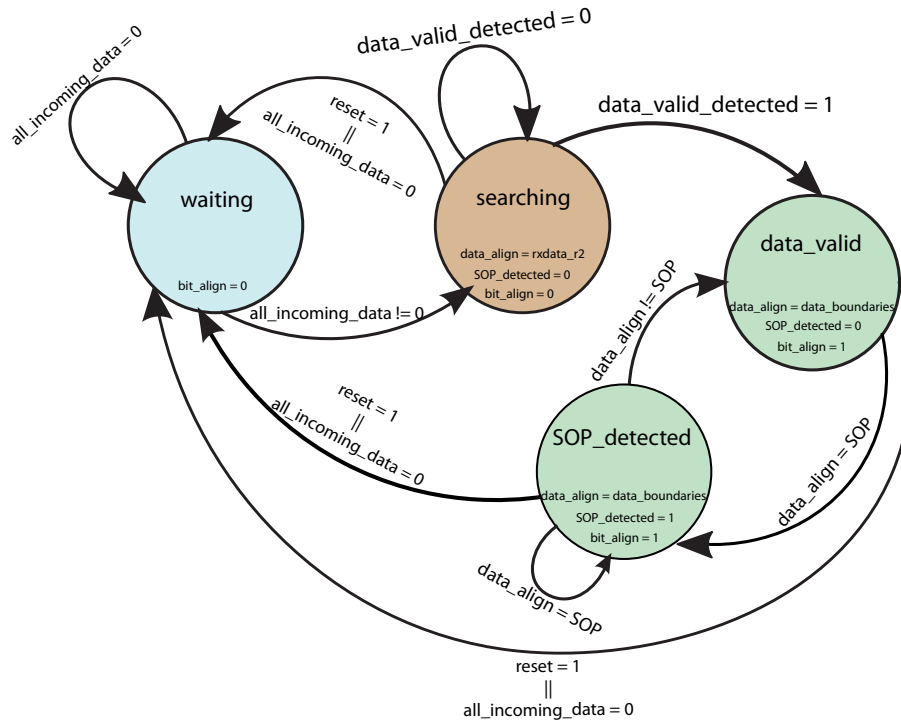 all_incoming_data = 0
data_valid_detected = 0
reset = 1
||
all_incoming_data = 0
data_valid_detected = 1
waiting
bit_align = 0
searching
data_align = rxdata_r2
SOP_detected = 0
bit_align = 0
data_valid
data_align = data_boundaries
SOP_detected = 0
bit_align = 1
all_incoming_data != 0
data_align != SOP
reset = 1
||
all_incoming_data = 0
SOP_detected
data_align = data_boundaries
SOP_detected = 1
bit_align = 1
data_align = SOP
data_align = SOP
reset = 1
||
all_incoming_data = 0